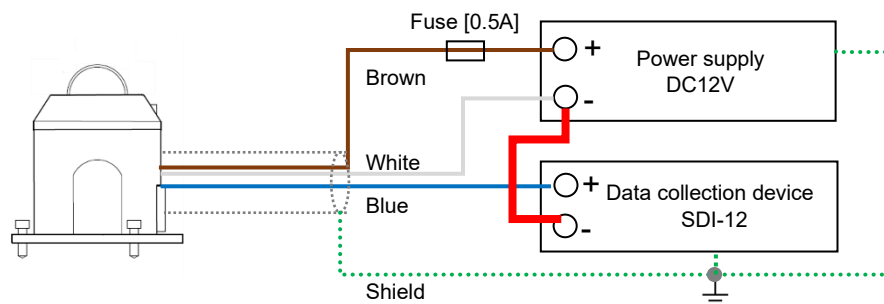 Fuse [0.5A]
+
Power supply
DC12V
Brown
-
White
+
Data collection device
SDI-12
Blue
-
Shield